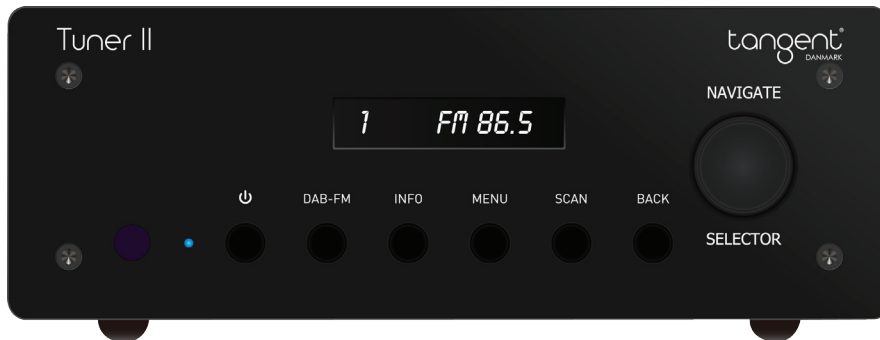 Tuner II
tangent®
DANMARK
NAVIGATE
1 FM 86.5
DAB-FM
INFO
MENU
SCAN
BACK
SELECTOR